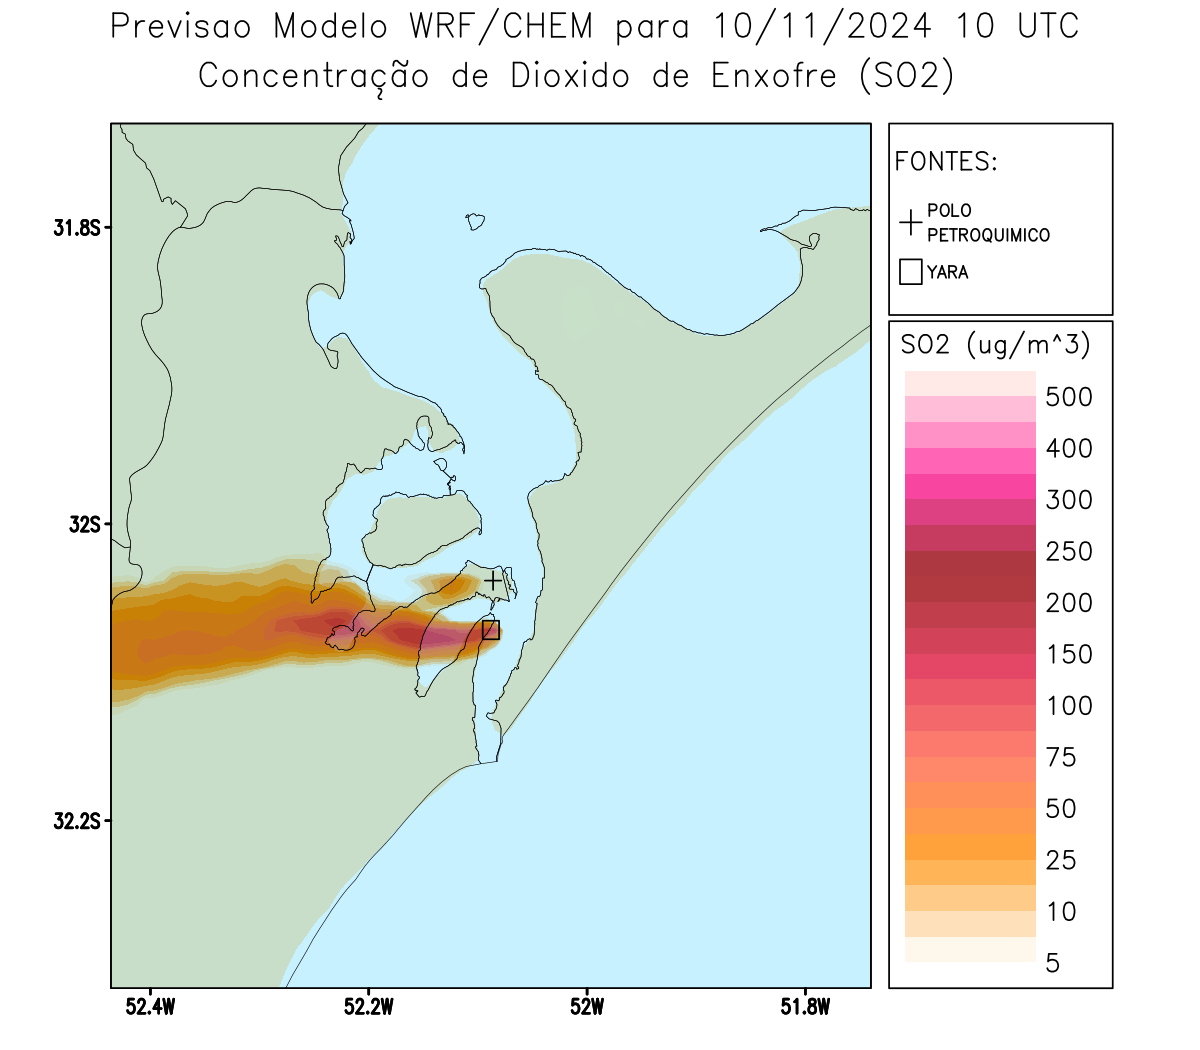 Previsao Modelo WRF/CHEM para 10/11/2024 10 UTC
Concentração de Dioxido de Enxofre (SO2)
FONTES:
POLO
PETROQUIMICO
YARA
31.8S
32S
32.2S
52.4W
52.2W
52W
51.8W
SO2 (ug/m^3)
500
400
300
250
200
150
100
75
50
25
10
5